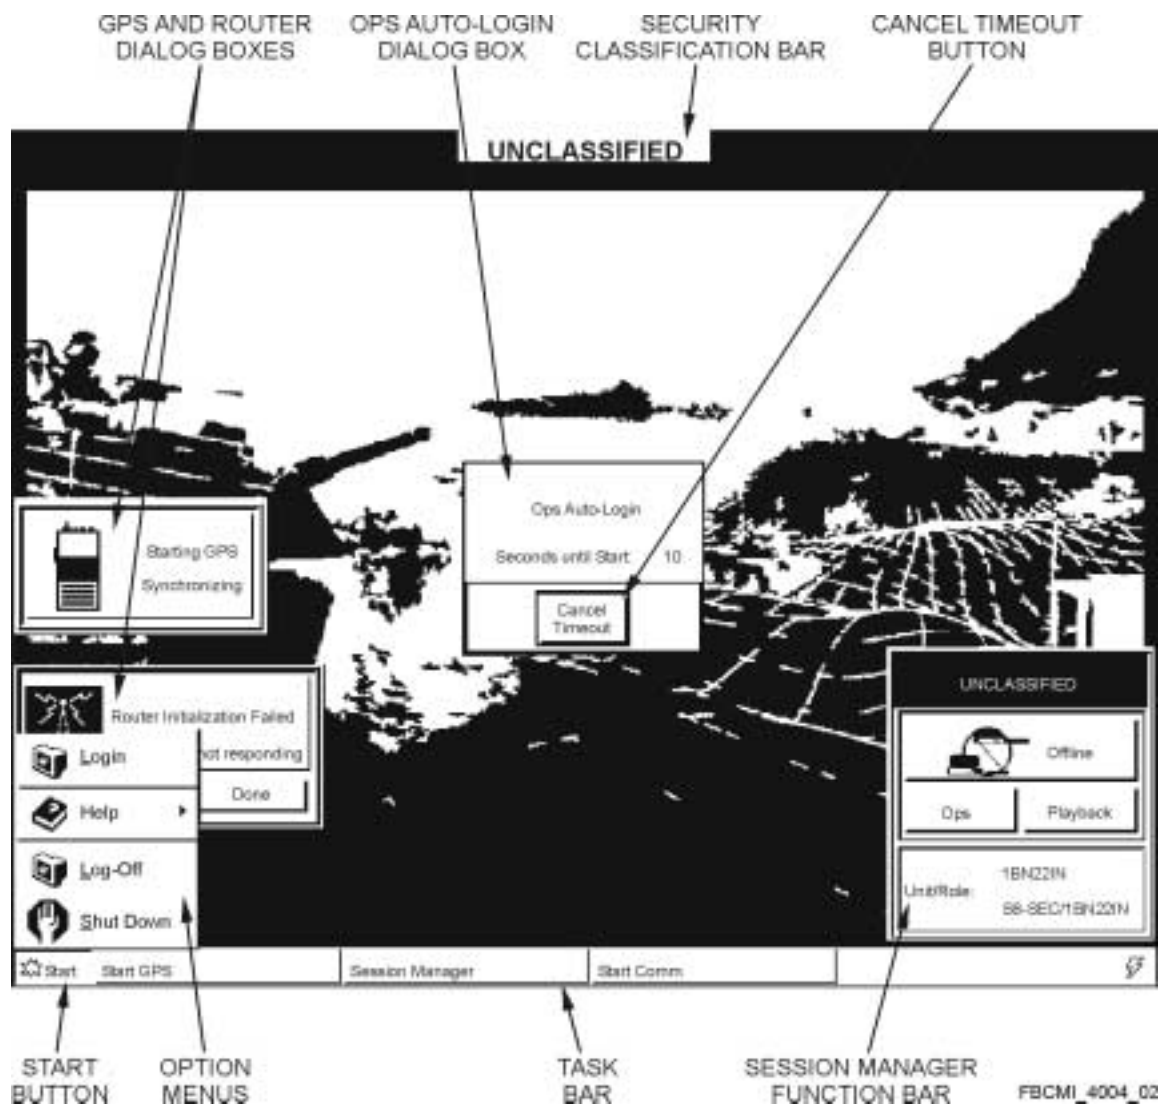 GPS AND ROUTER
DIALOG BOXES
OPS AUTO-LOGIN
DIALOG BOX
SECURITY
CLASSIFICATION BAR
CANCEL TIMEOUT
BUTTON
UNCLASSIFIED
Ops Auto-Login
Seconds until Start: 10
Cancel
Timeout
Starting GPS
Synchronizing
Router Initialization Failed
not responding
Done
Login
Help
Log-Off
Shut Down
UNCLASSIFIED
Offline
Ops Playback
Unit/Role:
1BN22IN
S6-SEC/1BN22IN
Start Start GPS Session Manager Start Comm
START
BUTTON
OPTION
MENUS
TASK
BAR
SESSION MANAGER
FUNCTION BAR
FBCMI_4004_02